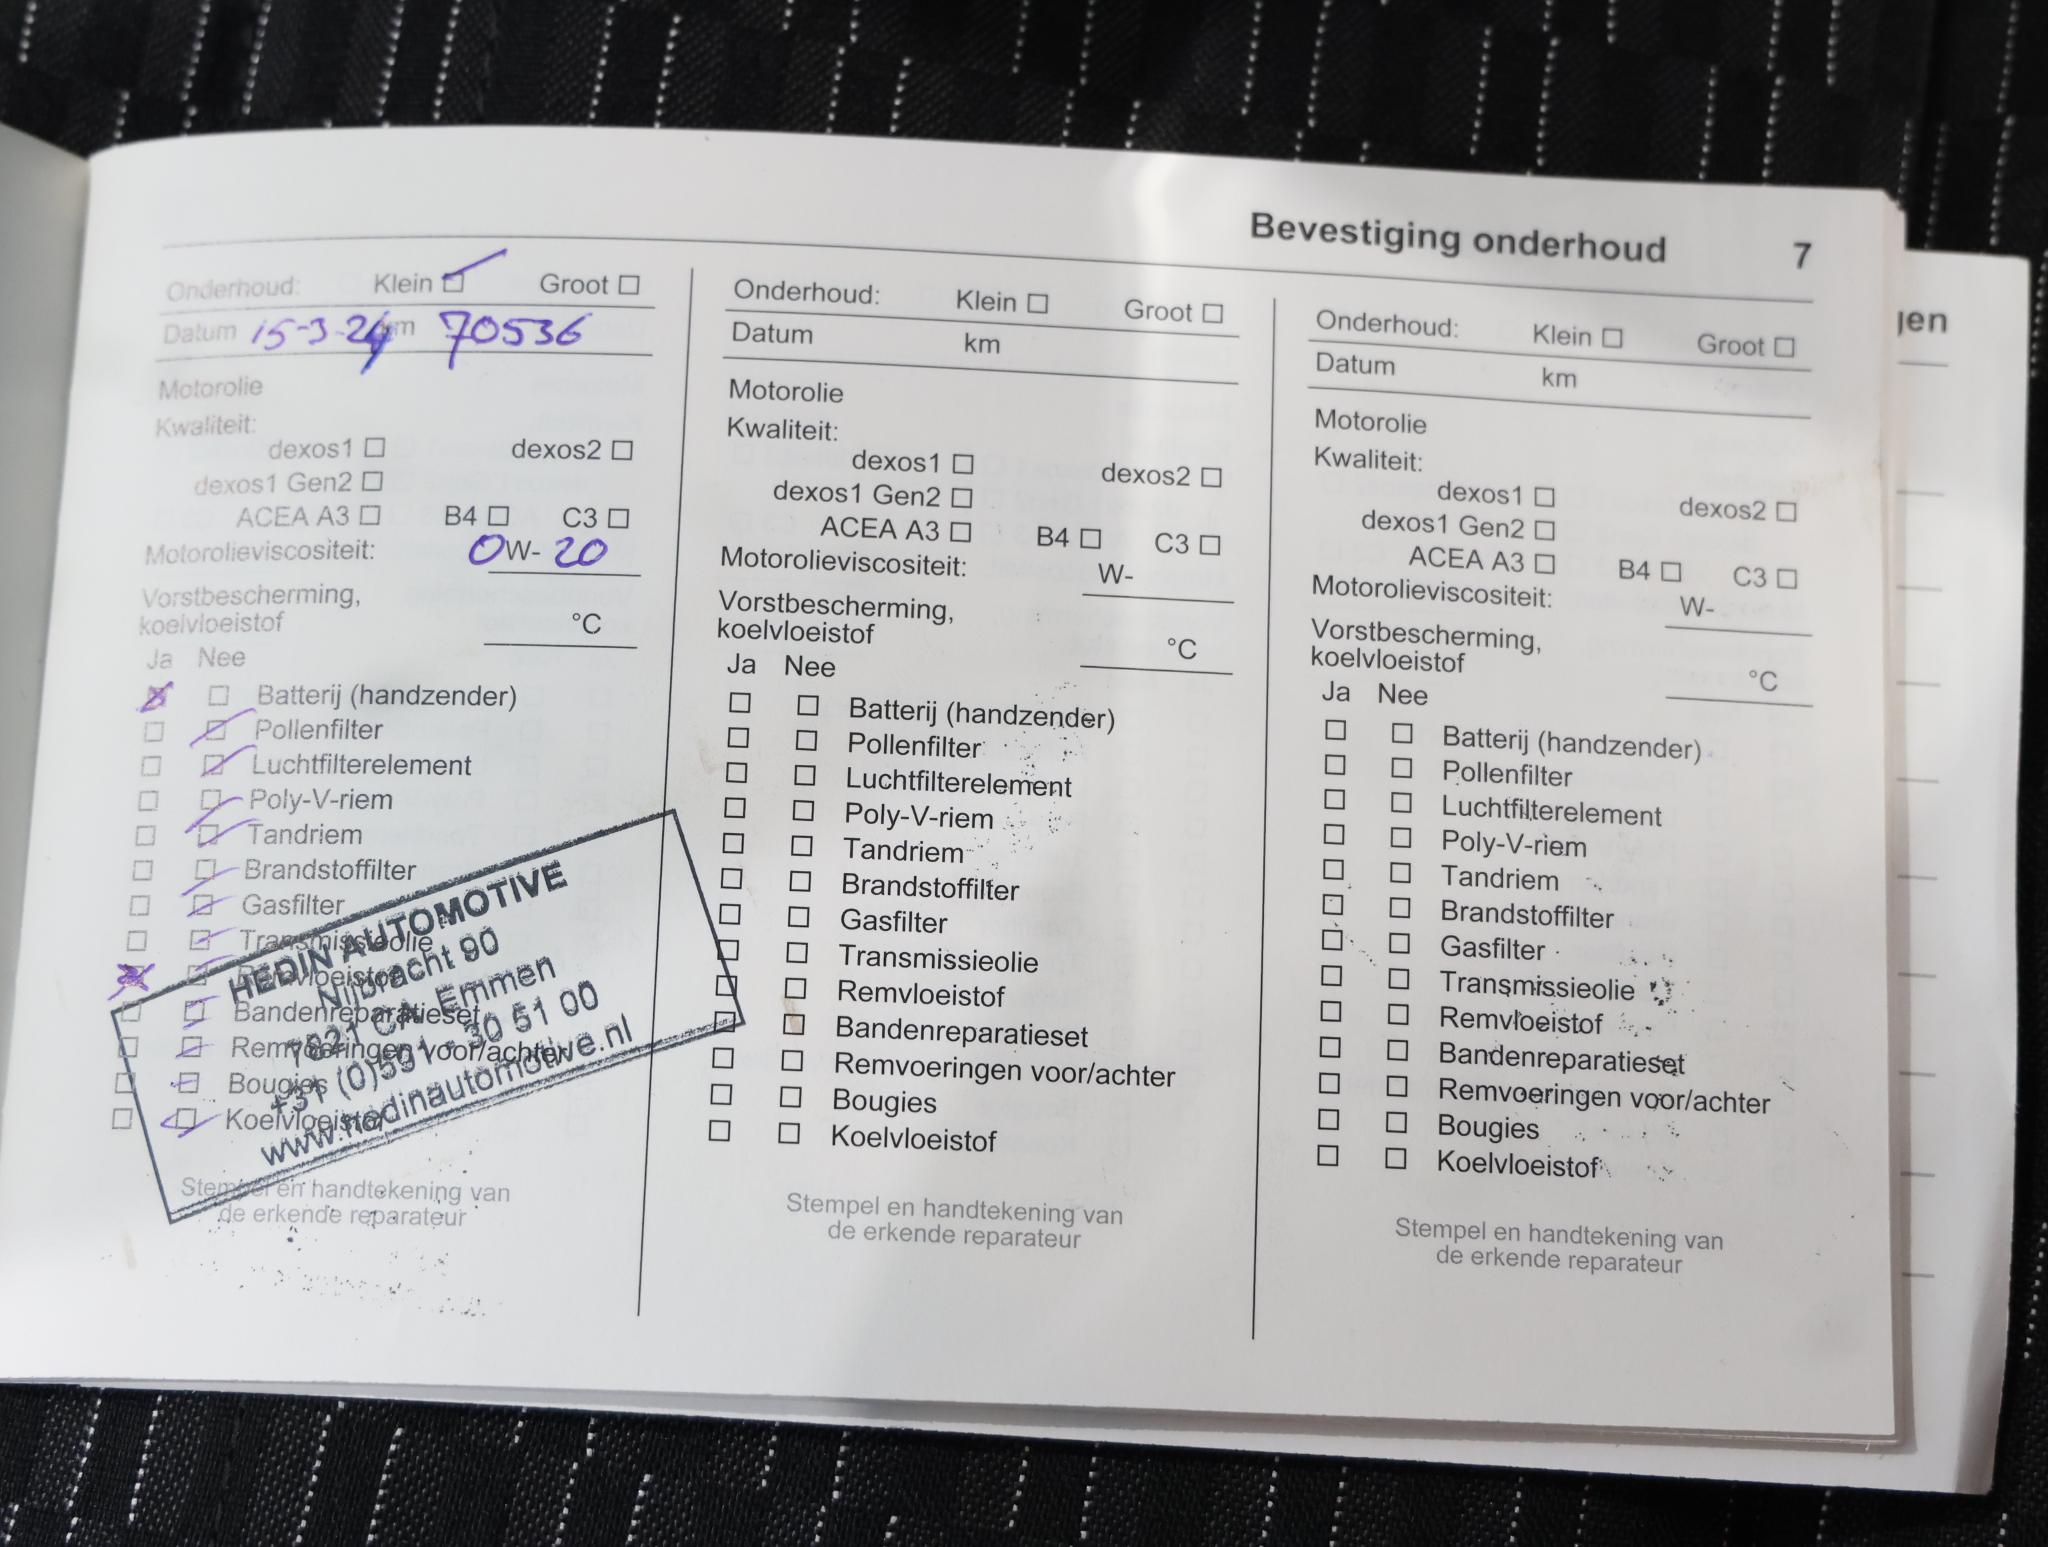 Bevestiging onderhoud 7
Onderhoud: Klein Groot
Datum 15-3-24 km 70536
Motorolie
Kwaliteit:
dexos1 dexos2
dexos1 Gen2
ACEA A3 B4 C3
Motorolieviscositeit: 0W-20
Vorstbescherming,
koelvloeistof °C
Ja Nee
Batterij (handzender)
Pollenfilter
Luchtfilterelement
Poly-V-riem
Tandriem
Brandstoffilter
Gasfilter
Transmissieolie
Remvloeistof
Bandenreparatieset
Remvoeringen voor/achter
Bougies
Koelvloeistof
HEDIN AUTOMOTIVE
Nijbracht 90
7821 CA Emmen
+31 (0)591 - 30 51 00
www.hedinautomotive.nl
Stempel en handtekening van
de erkende reparateur
Onderhoud: Klein Groot
Datum km
Motorolie
Kwaliteit:
dexos1 dexos2
dexos1 Gen2
ACEA A3 B4 C3
Motorolieviscositeit: W-
Vorstbescherming,
koelvloeistof °C
Ja Nee
Batterij (handzender)
Pollenfilter
Luchtfilterelement
Poly-V-riem
Tandriem
Brandstoffilter
Gasfilter
Transmissieolie
Remvloeistof
Bandenreparatieset
Remvoeringen voor/achter
Bougies
Koelvloeistof
Stempel en handtekening van
de erkende reparateur
Onderhoud: Klein Groot
Datum km
Motorolie
Kwaliteit:
dexos1 dexos2
dexos1 Gen2
ACEA A3 B4 C3
Motorolieviscositeit: W-
Vorstbescherming,
koelvloeistof °C
Ja Nee
Batterij (handzender)
Pollenfilter
Luchtfilterelement
Poly-V-riem
Tandriem
Brandstoffilter
Gasfilter
Transmissieolie
Remvloeistof
Bandenreparatieset
Remvoeringen voor/achter
Bougies
Koelvloeistof
Stempel en handtekening van
de erkende reparateur